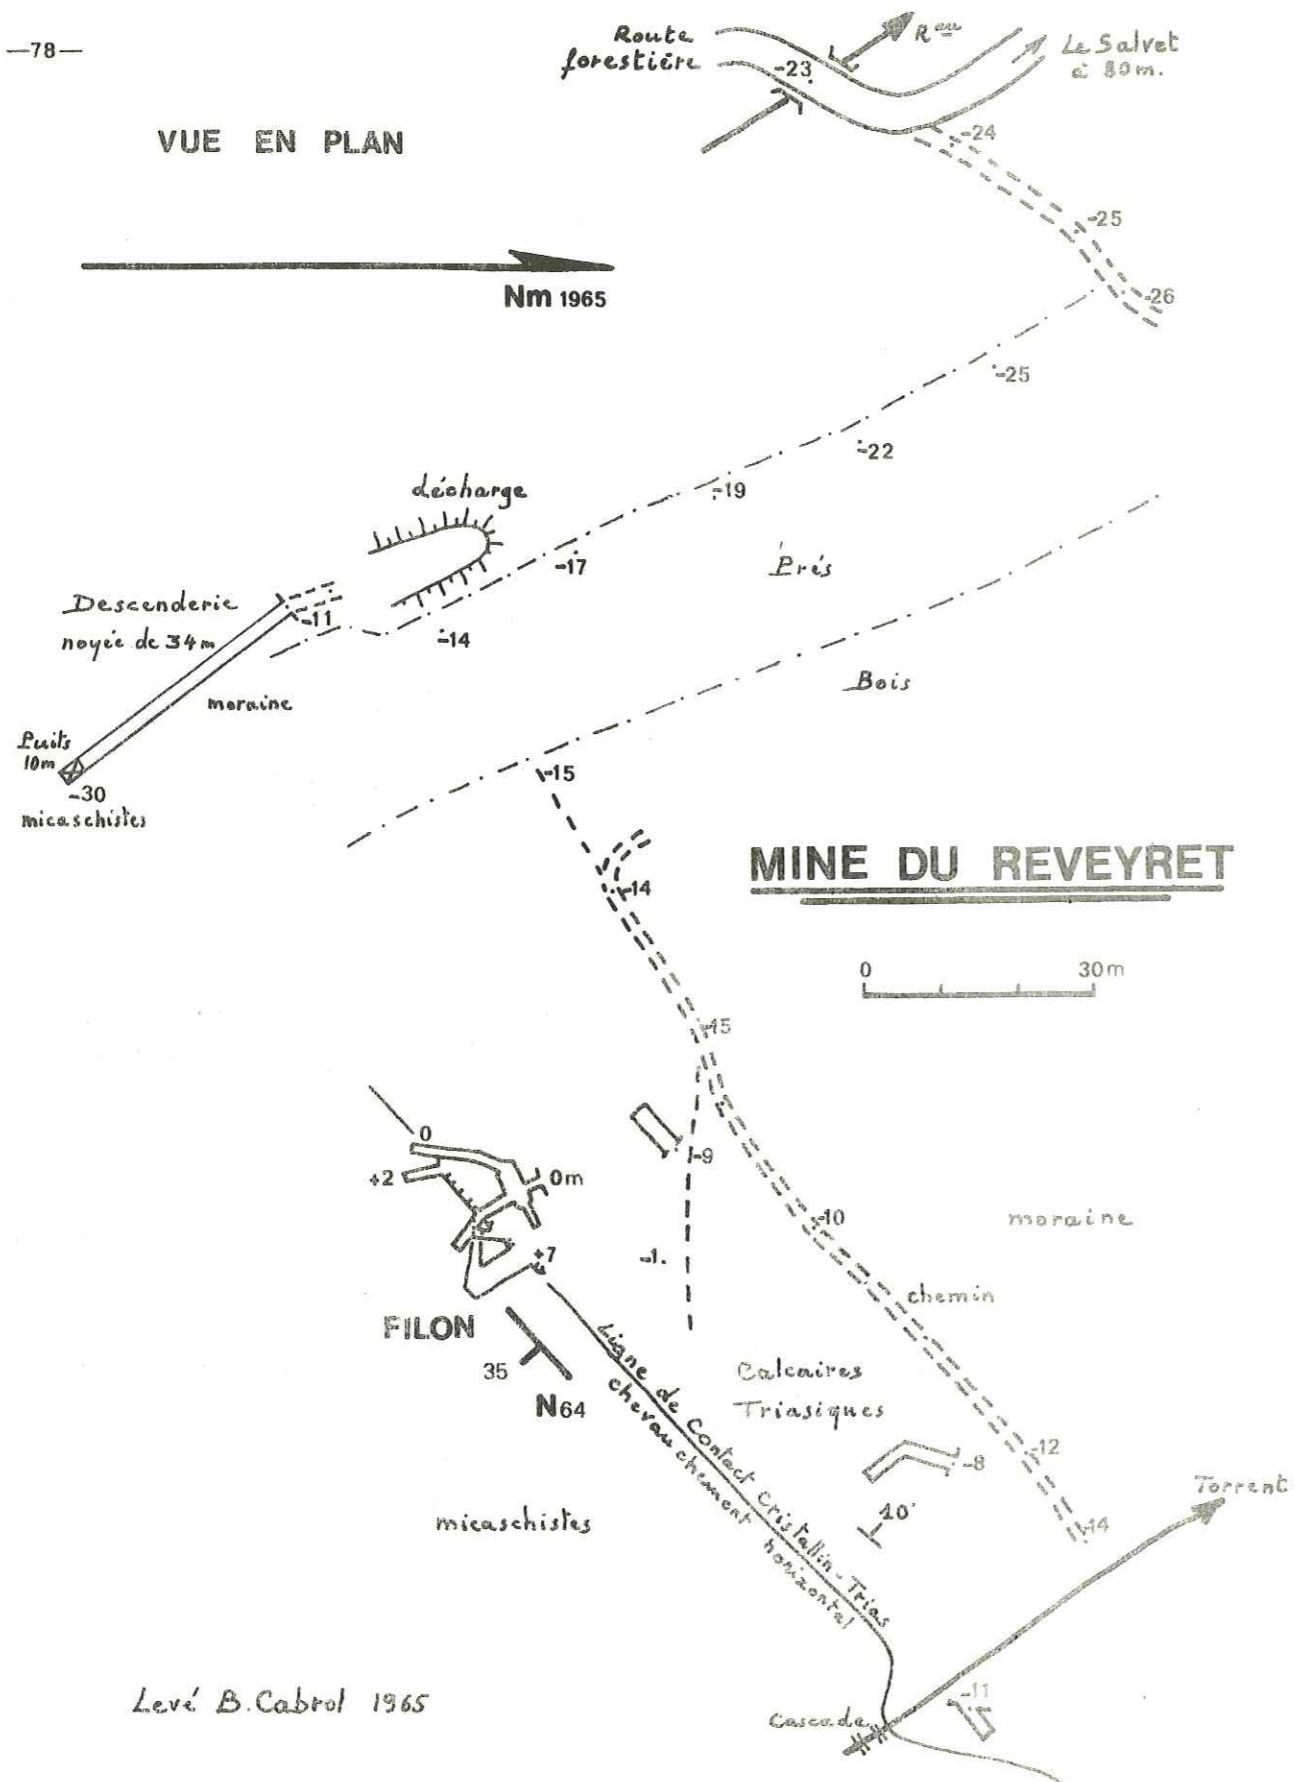 —78—
Route
forestière
R eau
Le Salvet
à 80m.
-23
VUE EN PLAN
-24
-25
Nm 1965
-26
-25
-22
décharge
-19
-17
Prés
Descenderie
noyée de 34m
-11
-14
Bois
moraine
Puits
10m
-30
micaschistes
-15
MINE DU REVEYRET
-14
0 30m
-15
0
+2
0m
-9
-10
moraine
+7
-1.
chemin
FILON
35
N64
Ligne de Contact Cristallin-Trias
chevauchement horizontal
Calcaires
Triasiques
-12
-8
Torrent
10°
micaschistes
-14
Levé B.Cabrol 1965
-11
Cascade